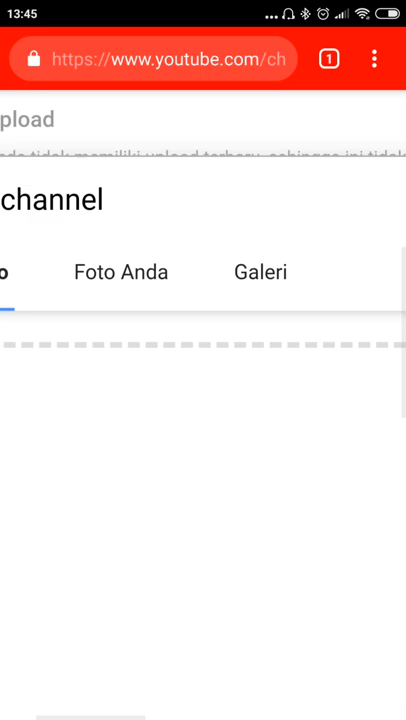 13:45
https://www.youtube.com/ch
1
pload
channel
o
Foto Anda
Galeri